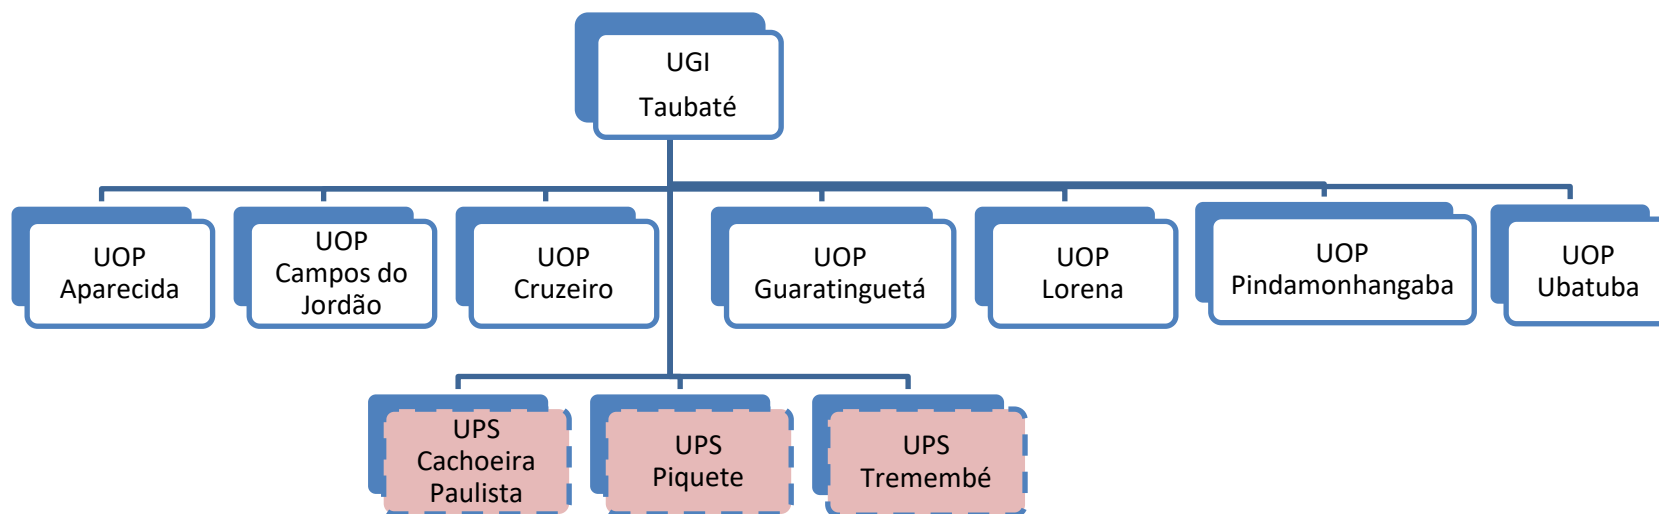 UGI
Taubaté
UOP
Aparecida
UOP
Campos do
Jordão
UOP
Cruzeiro
UOP
Guaratinguetá
UOP
Lorena
UOP
Pindamonhangaba
UOP
Ubatuba
UPS
Cachoeira
Paulista
UPS
Piquete
UPS
Tremembé